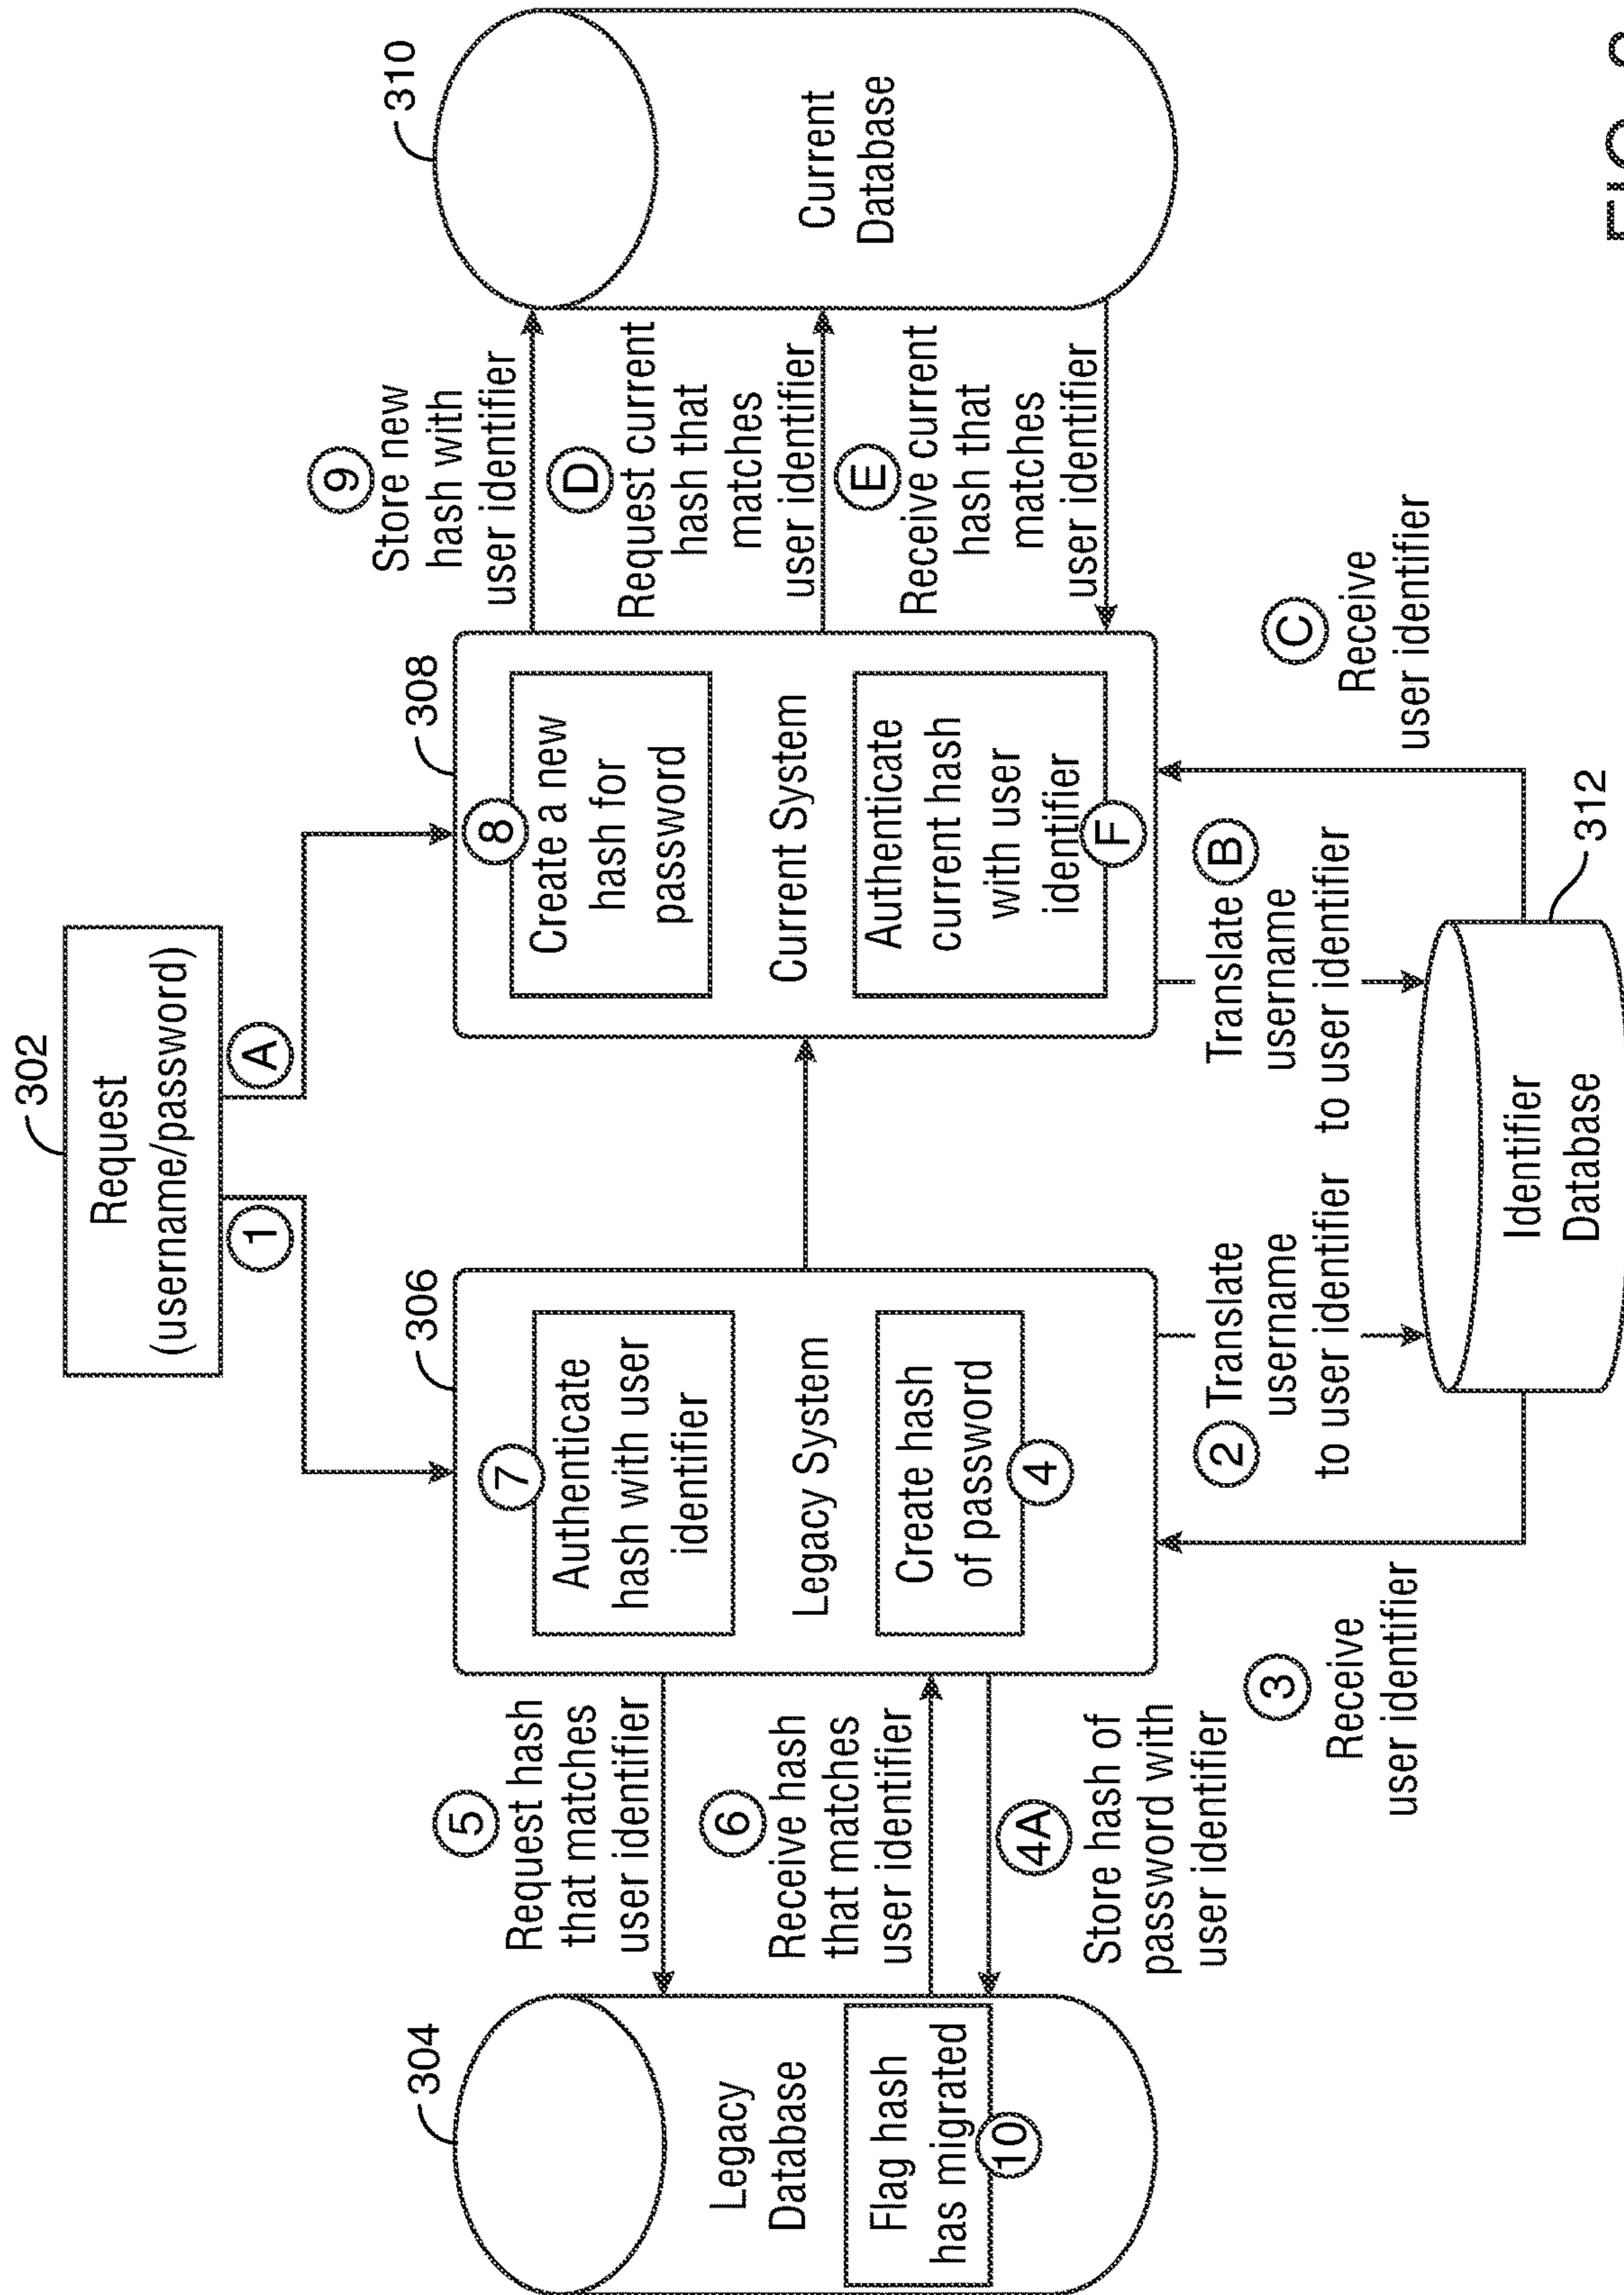 302
Request
(username/password)
1
A
304
Legacy
Database
Flag hash
has migrated
10
5
Request hash
that matches
user identifier
6
Receive hash
that matches
user identifier
4A
Store hash of
password with
user identifier
306
7
Authenticate
hash with user
identifier
Legacy System
Create hash
of password
4
308
8
Create a new
hash for
password
Current System
Authenticate
current hash
with user
identifier
F
9
Store new
hash with
user identifier
D
Request current
hash that
matches
user identifier
E
Receive current
hash that
matches
user identifier
310
Current
Database
3
Receive
user identifier
2
Translate
username
to user identifier
Translate
B
username
to user identifier
C
Receive
user identifier
312
Identifier
Database